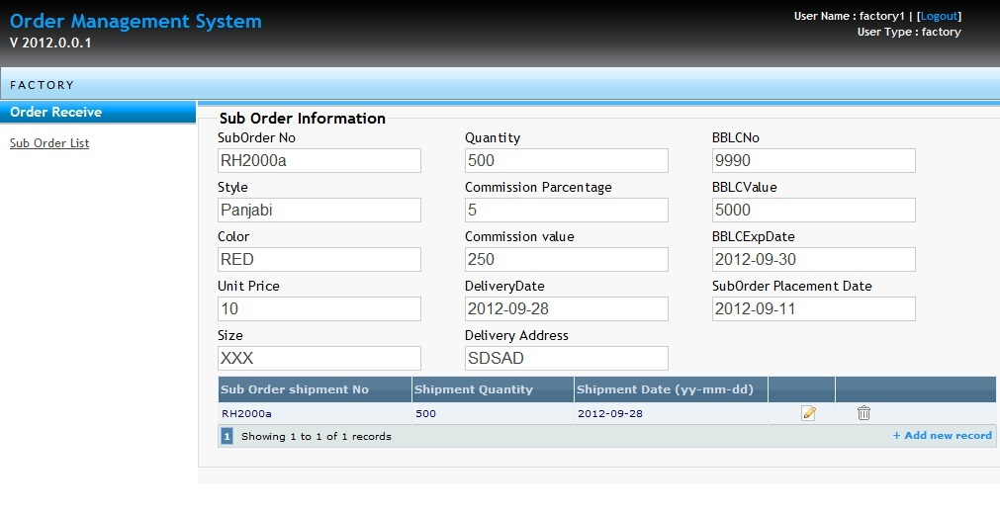 Order Management System
V 2012.0.0.1
User Name : factory1 | [Logout]
User Type : factory
FACTORY
Order Receive
Sub Order List
Sub Order Information
SubOrder No Quantity BBLCNo
RH2000a 500 9990
Style Commission Parcentage BBLCValue
Panjabi 5 5000
Color Commission value BBLCExpDate
RED 250 2012-09-30
Unit Price DeliveryDate SubOrder Placement Date
10 2012-09-28 2012-09-11
Size Delivery Address
XXX SDSAD
Sub Order shipment No Shipment Quantity Shipment Date (yy-mm-dd)
RH2000a 500 2012-09-28
1 Showing 1 to 1 of 1 records + Add new record